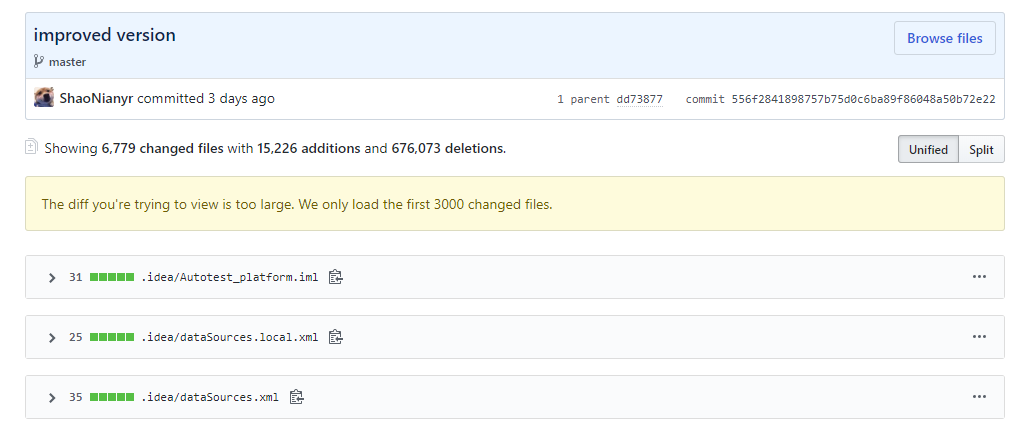 improved version
Browse files
master
ShaoNianyr committed 3 days ago
1 parent dd73877 commit 556f2841898757b75d0c6ba89f86048a50b72e22
Showing 6,779 changed files with 15,226 additions and 676,073 deletions.
Unified Split
The diff you're trying to view is too large. We only load the first 3000 changed files.
31 .idea/Autotest_platform.iml
25 .idea/dataSources.local.xml
35 .idea/dataSources.xml